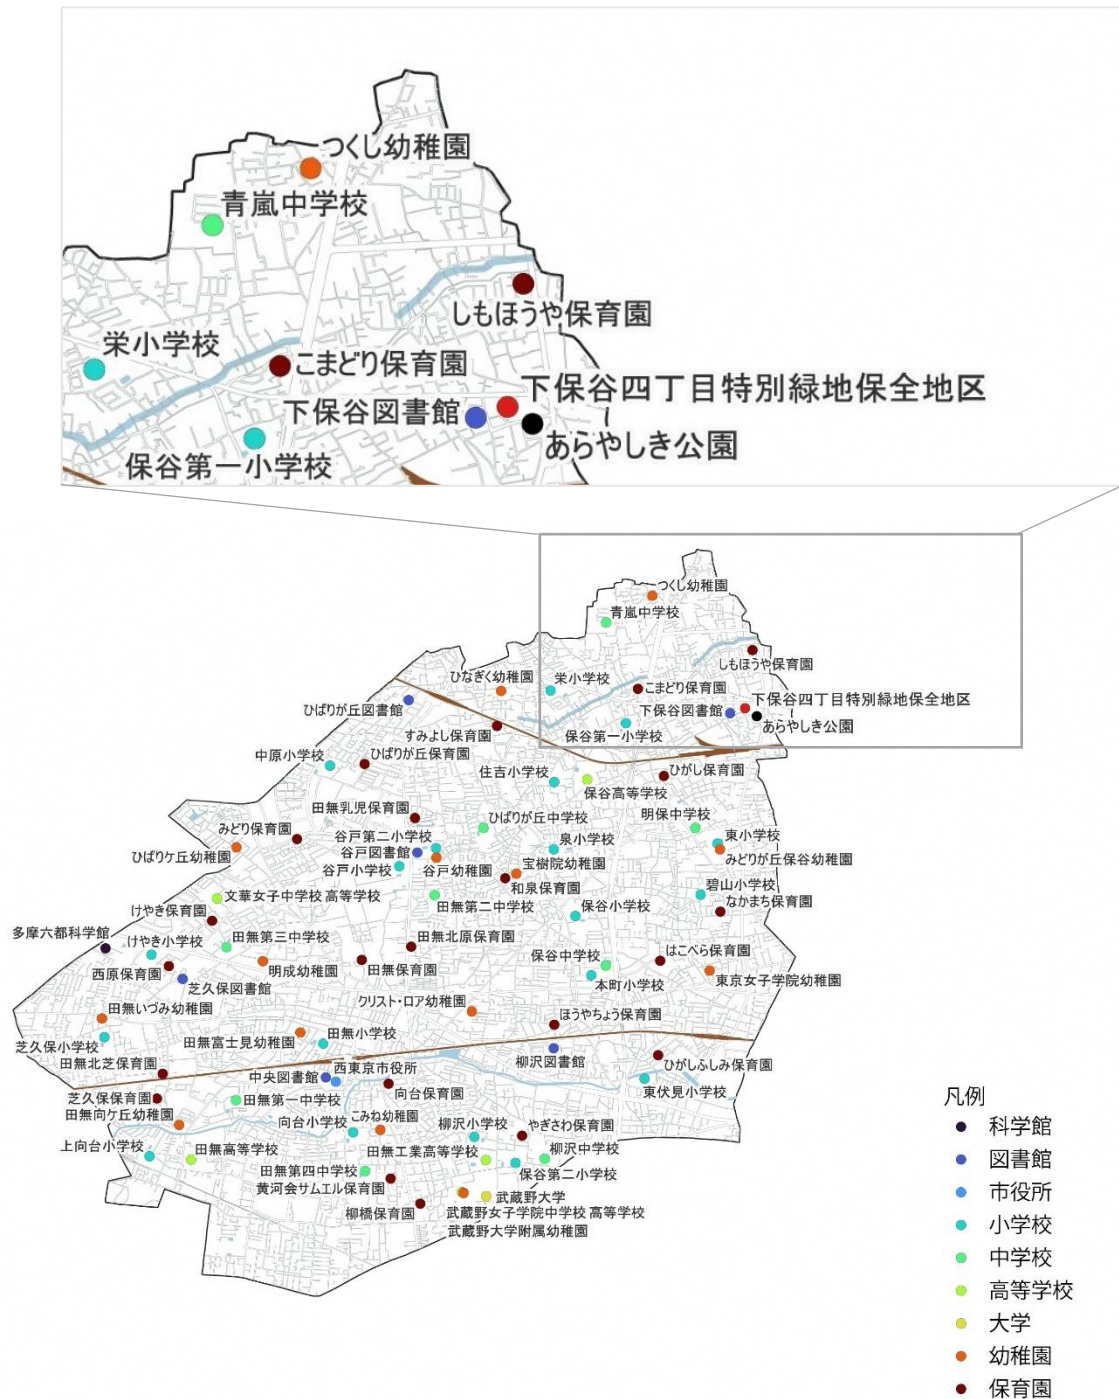 つくし幼稚園
青嵐中学校
しもほうや保育園
栄小学校
こまどり保育園
下保谷四丁目特別緑地保全地区
下保谷図書館
あらやしき公園
保谷第一小学校
つくし幼稚園
青嵐中学校
しもほうや保育園
ひなぎく幼稚園
栄小学校
こまどり保育園
下保谷四丁目特別緑地保全地区
ひばりが丘図書館
下保谷図書館
あらやしき公園
すみよし保育園
保谷第一小学校
中原小学校
ひばりが丘保育園
住吉小学校
ひがし保育園
保谷高等学校
田無乳児保育園
ひばりが丘中学校
明保中学校
みどり保育園
谷戸第二小学校
泉小学校
東小学校
ひばりケ丘幼稚園
谷戸図書館
みどりが丘保谷幼稚園
谷戸小学校
谷戸幼稚園
宝樹院幼稚園
和泉保育園
碧山小学校
文華女子中学校 高等学校
田無第二中学校
保谷小学校
なかまち保育園
けやき保育園
多摩六都科学館
けやき小学校
田無第三中学校
田無北原保育園
保谷中学校
はこべら保育園
西原保育園
明成幼稚園
田無保育園
芝久保図書館
本町小学校
東京女子学院幼稚園
田無いづみ幼稚園
クリスト・ロア幼稚園
ほうやちょう保育園
芝久保小学校
田無富士見幼稚園
田無小学校
田無北芝保育園
西東京市役所
柳沢図書館
ひがしふしみ保育園
中央図書館
向台保育園
東伏見小学校
芝久保保育園
田無第一中学校
田無向ケ丘幼稚園
向台小学校
こみね幼稚園
柳沢小学校
やぎさわ保育園
上向台小学校
田無高等学校
田無工業高等学校
柳沢中学校
田無第四中学校
保谷第二小学校
黄河会サムエル保育園
武蔵野大学
柳橋保育園
武蔵野女子学院中学校 高等学校
武蔵野大学附属幼稚園
凡例
科学館
図書館
市役所
小学校
中学校
高等学校
大学
幼稚園
保育園